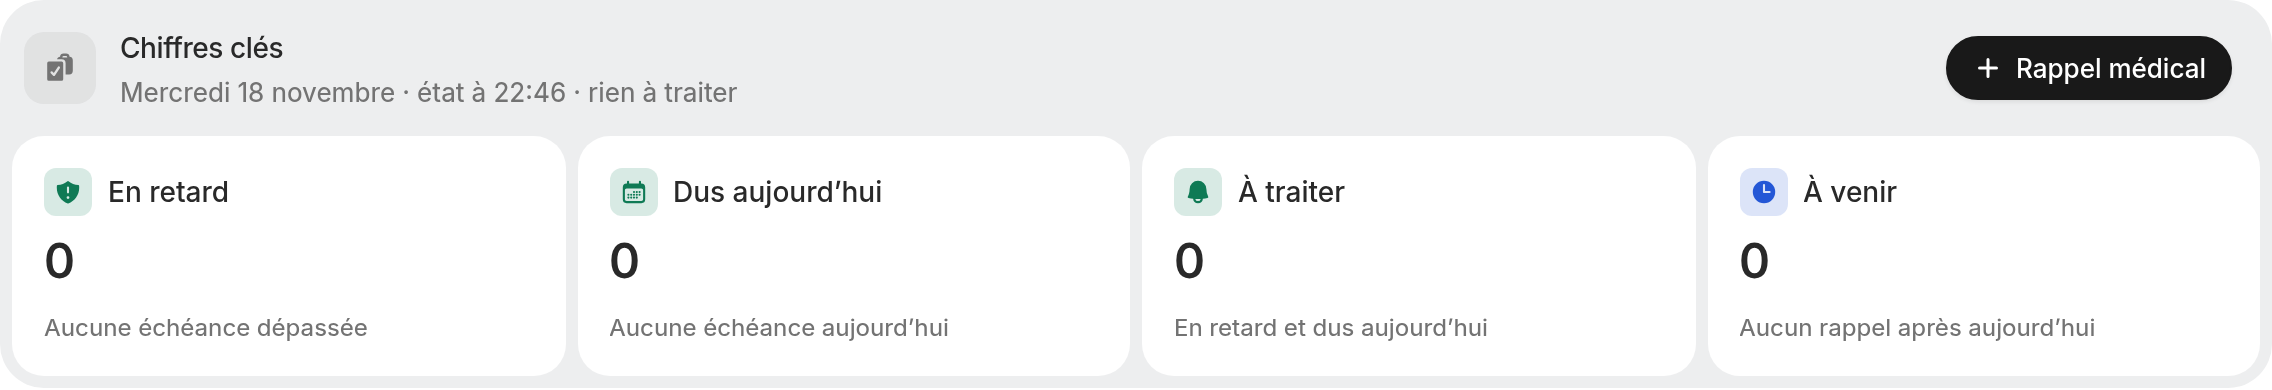 Chiffres clés
Mercredi 18 novembre · état à 22:46 · rien à traiter
+ Rappel médical
En retard
0
Aucune échéance dépassée
Dus aujourd’hui
0
Aucune échéance aujourd’hui
À traiter
0
En retard et dus aujourd’hui
À venir
0
Aucun rappel après aujourd’hui